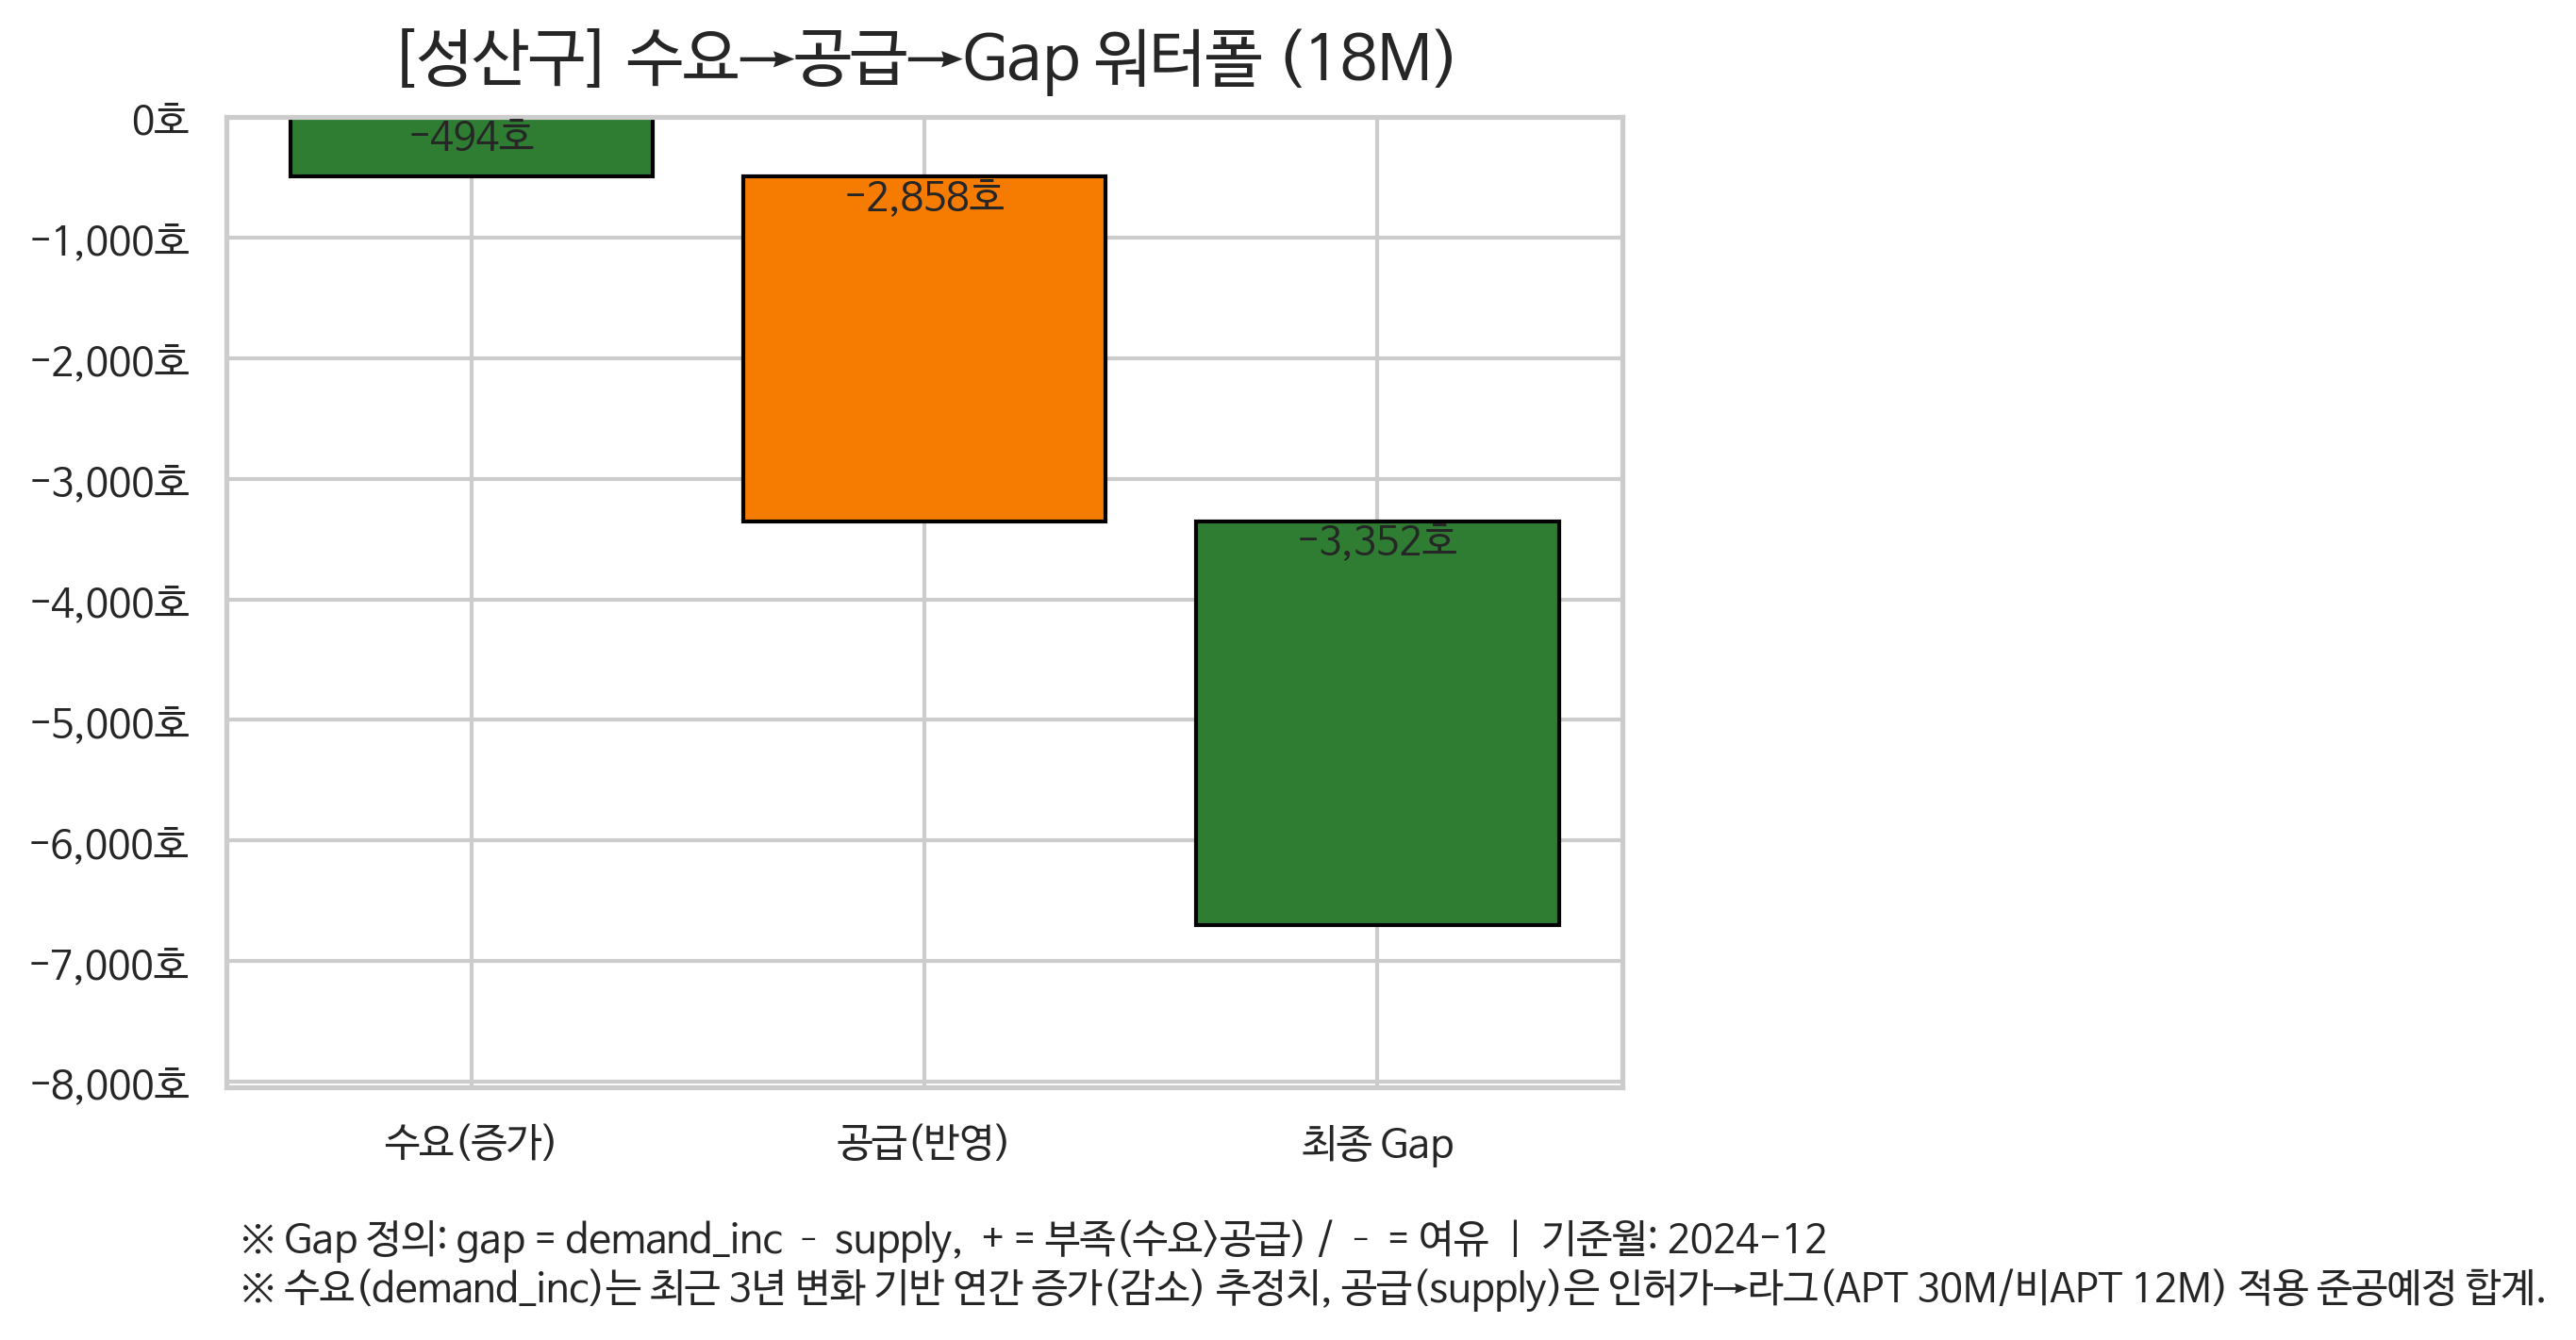 [성산구] 수요→공급→Gap 워터폴 (18M)
0호
-1,000호
-2,000호
-3,000호
-4,000호
-5,000호
-6,000호
-7,000호
-8,000호
-494호
-2,858호
-3,352호
수요(증가)
공급(반영)
최종 Gap
※ Gap 정의: gap = demand_inc - supply, + = 부족(수요>공급) / - = 여유 | 기준월: 2024-12
※ 수요(demand_inc)는 최근 3년 변화 기반 연간 증가(감소) 추정치, 공급(supply)은 인허가→라그(APT 30M/비APT 12M) 적용 준공예정 합계.